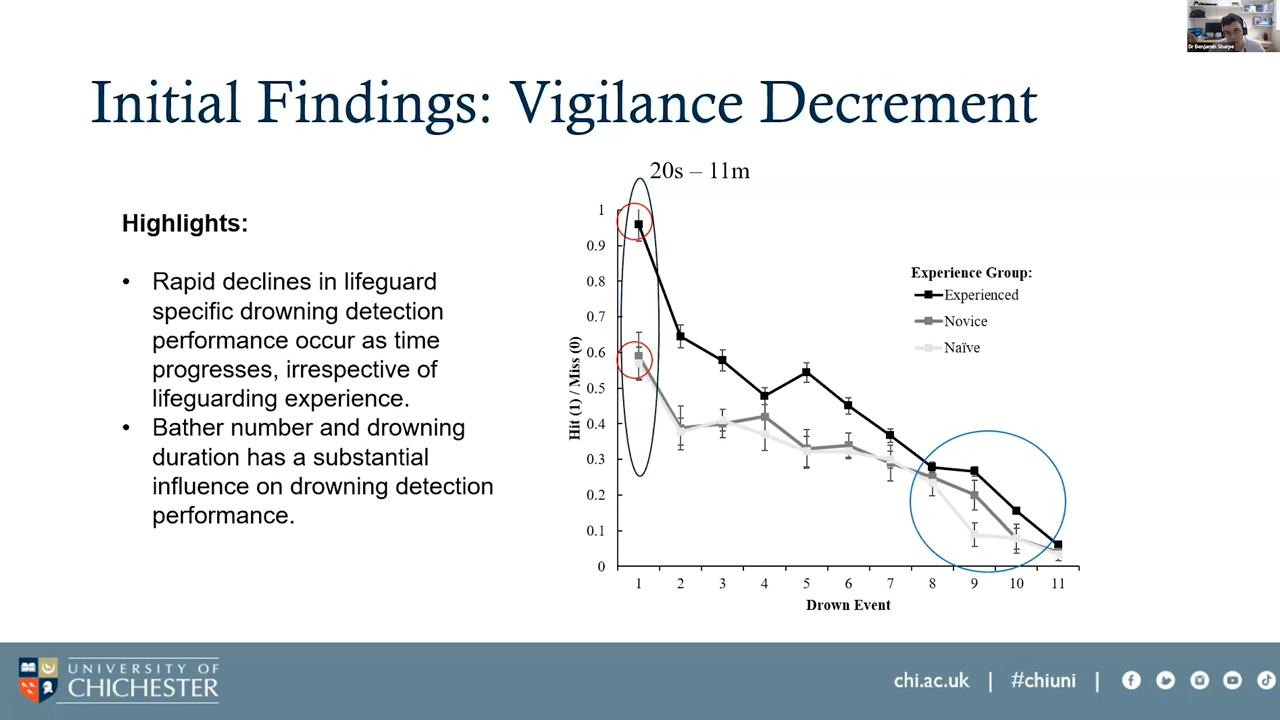 Dr Benjamin Sharpe
Initial Findings: Vigilance Decrement
Highlights:
• Rapid declines in lifeguard
specific drowning detection
performance occur as time
progresses, irrespective of
lifeguarding experience.
• Bather number and drowning
duration has a substantial
influence on drowning detection
performance.
20s – 11m
Hit (1) / Miss (0)
1
0.9
0.8
0.7
0.6
0.5
0.4
0.3
0.2
0.1
0
Experience Group:
Experienced
Novice
Naïve
1 2 3 4 5 6 7 8 9 10 11
Drown Event
UNIVERSITY OF
CHICHESTER
chi.ac.uk | #chiuni |